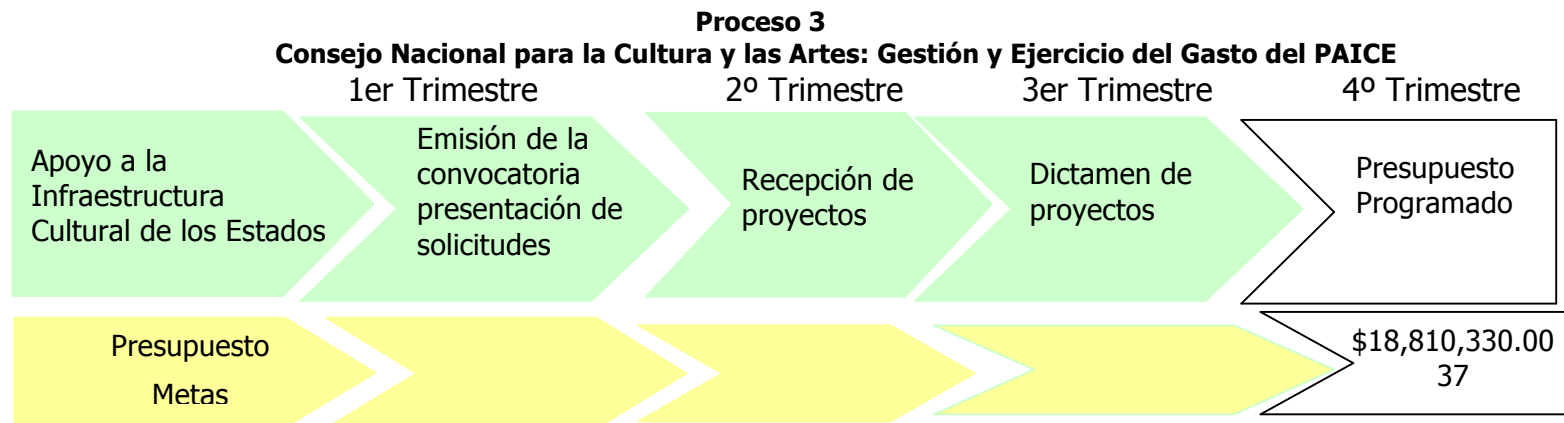 Proceso 3
Consejo Nacional para la Cultura y las Artes: Gestión y Ejercicio del Gasto del PAICE
1er Trimestre
2º Trimestre
3er Trimestre
4º Trimestre
Apoyo a la
Infraestructura
Cultural de los Estados
Emisión de la
convocatoria
presentación de
solicitudes
Recepción de
proyectos
Dictamen de
proyectos
Presupuesto
Programado
Presupuesto
Metas
$18,810,330.00
37